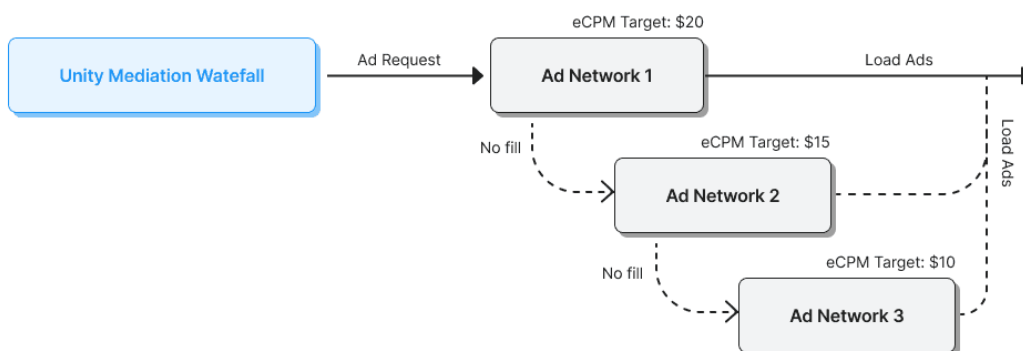 eCPM Target: $20
Unity Mediation Watefall
Ad Request
Ad Network 1
Load Ads
No fill
eCPM Target: $15
Load Ads
Ad Network 2
No fill
eCPM Target: $10
Ad Network 3